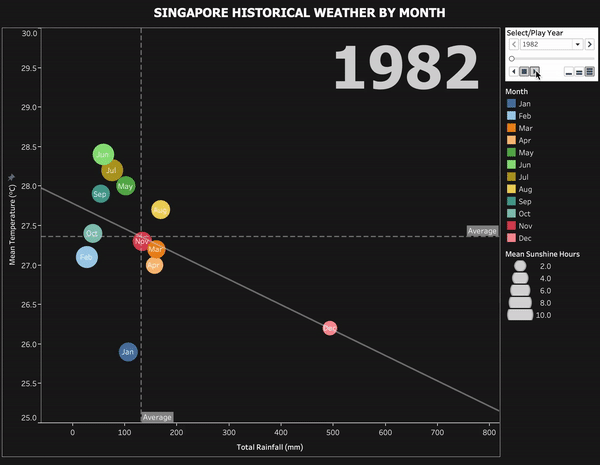 SINGAPORE HISTORICAL WEATHER BY MONTH
Select/Play Year
1982
1982
Month
Jan
Feb
Mar
Apr
May
Jun
Jul
Aug
Sep
Oct
Nov
Dec
Mean Sunshine Hours
2.0
4.0
6.0
8.0
10.0
Mean Temperature (°C)
30.0
29.5
29.0
28.5
28.0
27.5
27.0
26.5
26.0
25.5
25.0
Jun
Jul
May
Sep
Aug
Oct
Nov
Mar
Feb
Apr
Jan
Dec
Average
Average
0
100
200
300
400
500
600
700
800
Total Rainfall (mm)